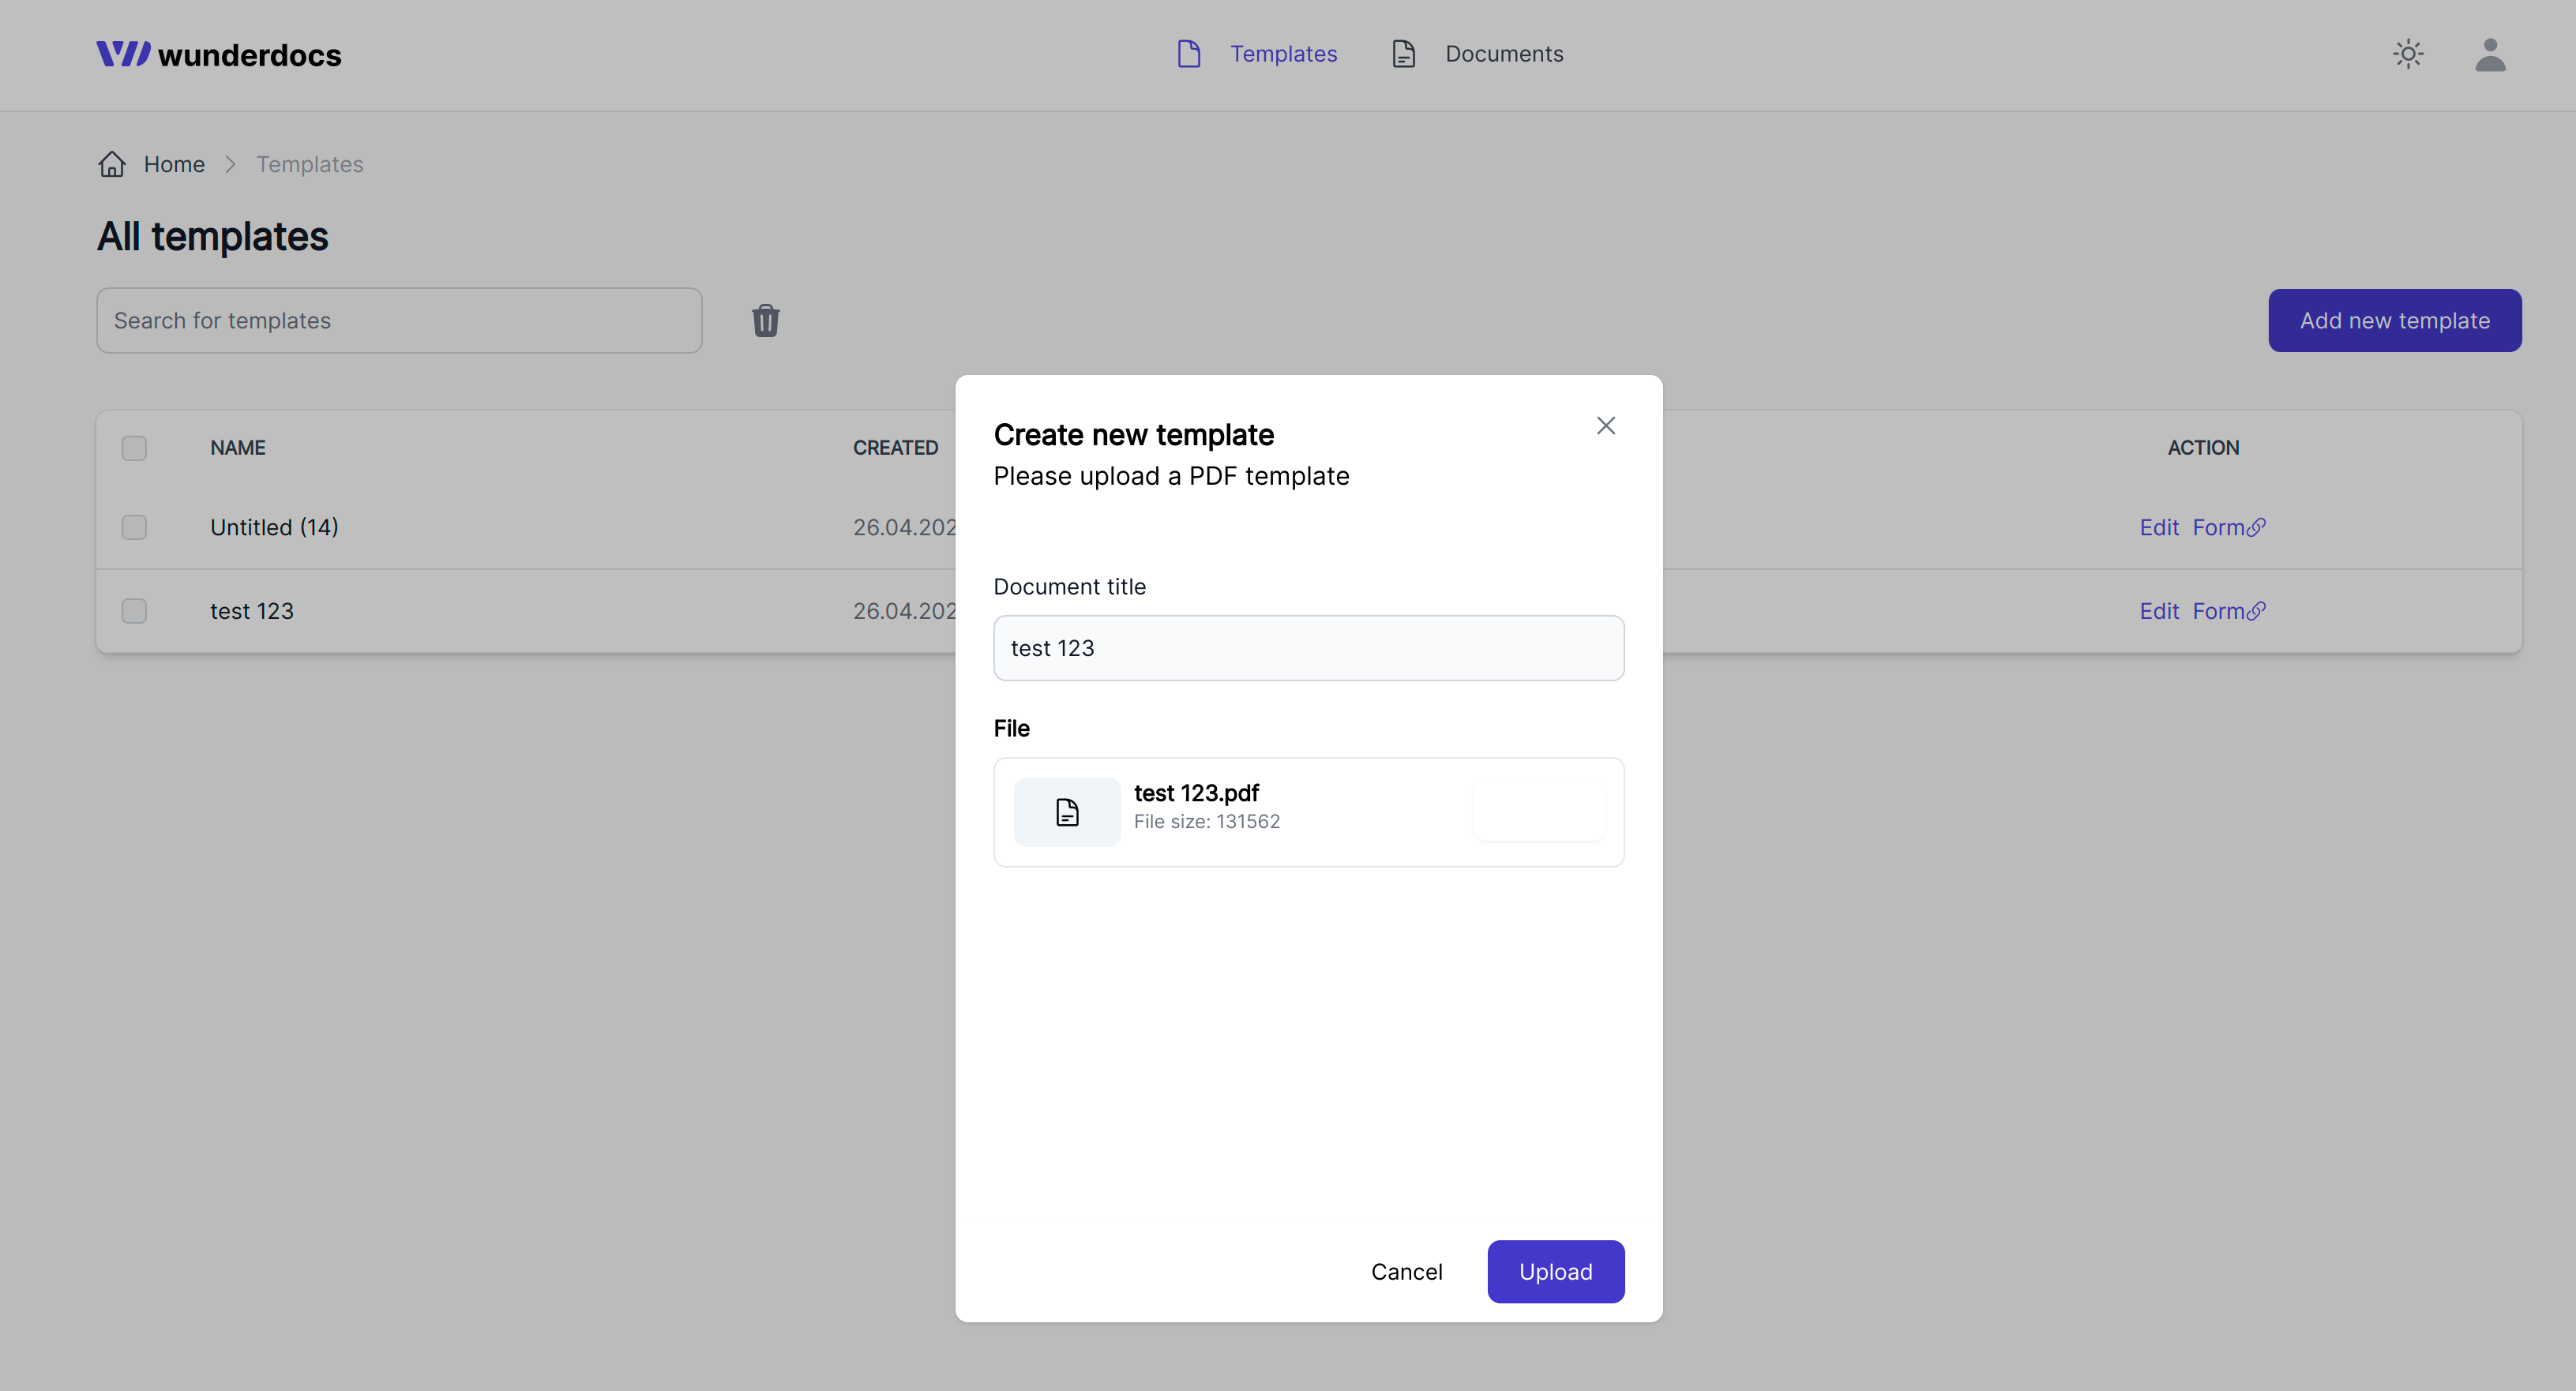 wunderdocs
Templates
Documents
Home
Templates
All templates
Search for templates
Add new template
NAME
CREATED
ACTION
Untitled (14)
26.04.202
Edit Form
test 123
26.04.202
Edit Form
Create new template
Please upload a PDF template
Document title
test 123
File
test 123.pdf
File size: 131562
Cancel
Upload